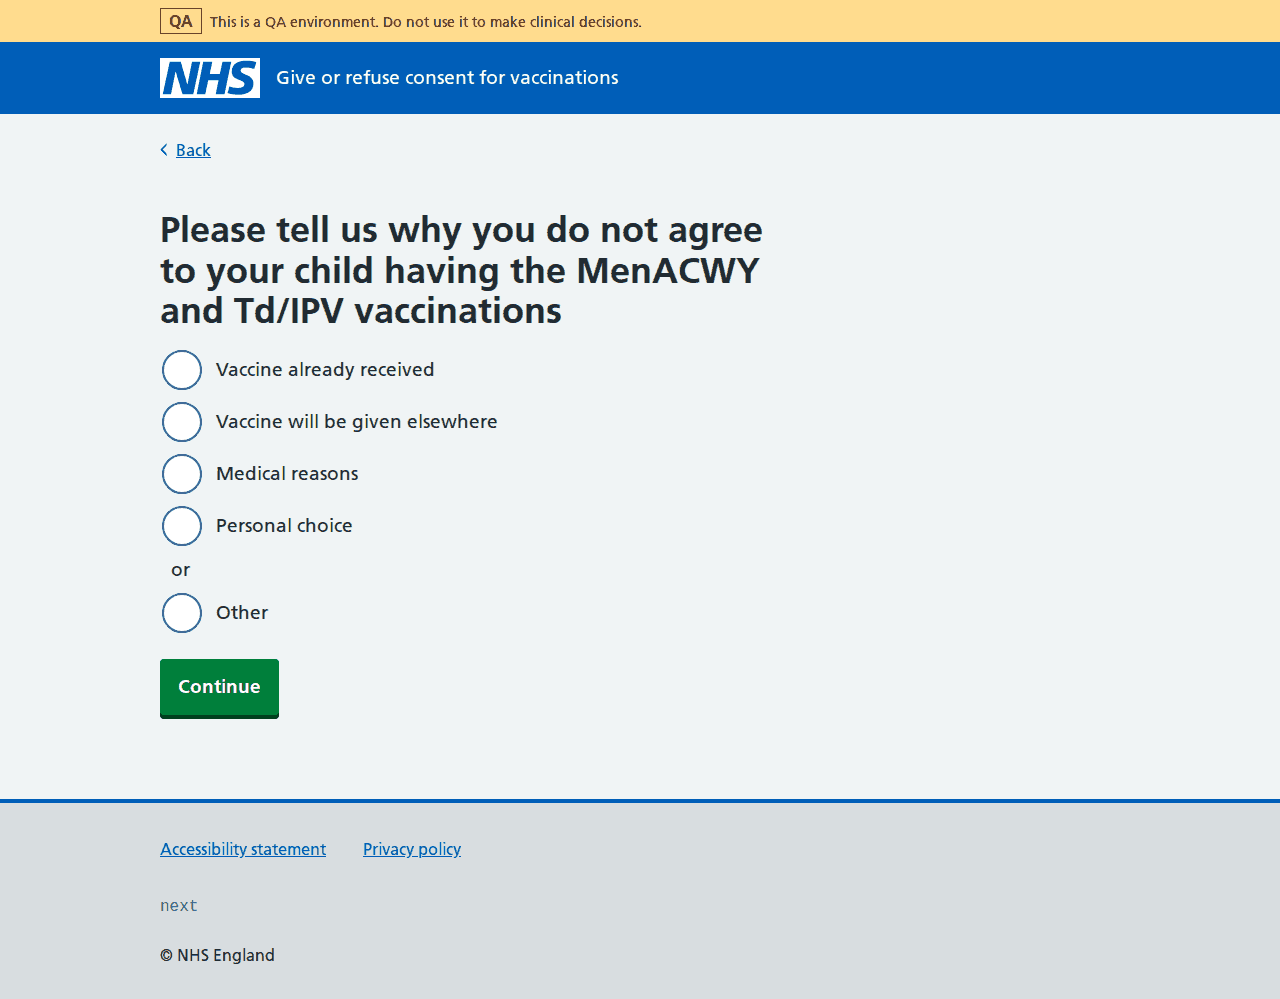 QA This is a QA environment. Do not use it to make clinical decisions.
NHS Give or refuse consent for vaccinations
Back
Please tell us why you do not agree
to your child having the MenACWY
and Td/IPV vaccinations
Vaccine already received
Vaccine will be given elsewhere
Medical reasons
Personal choice
or
Other
Continue
Accessibility statement Privacy policy
next
© NHS England